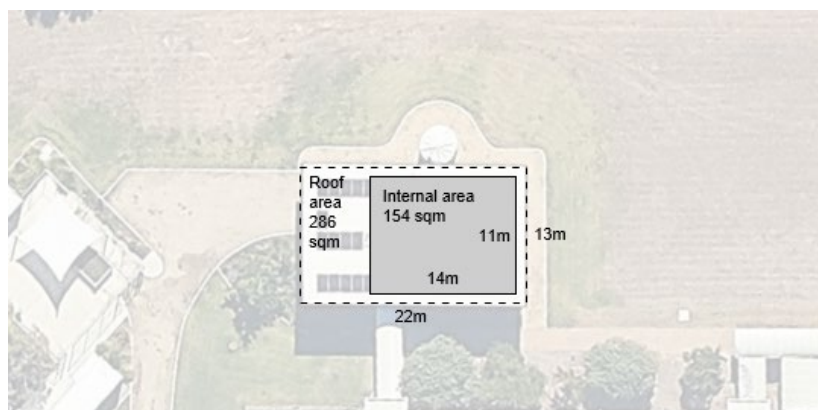 Roof
area
286
sqm
Internal area
154 sqm
11m
13m
14m
22m